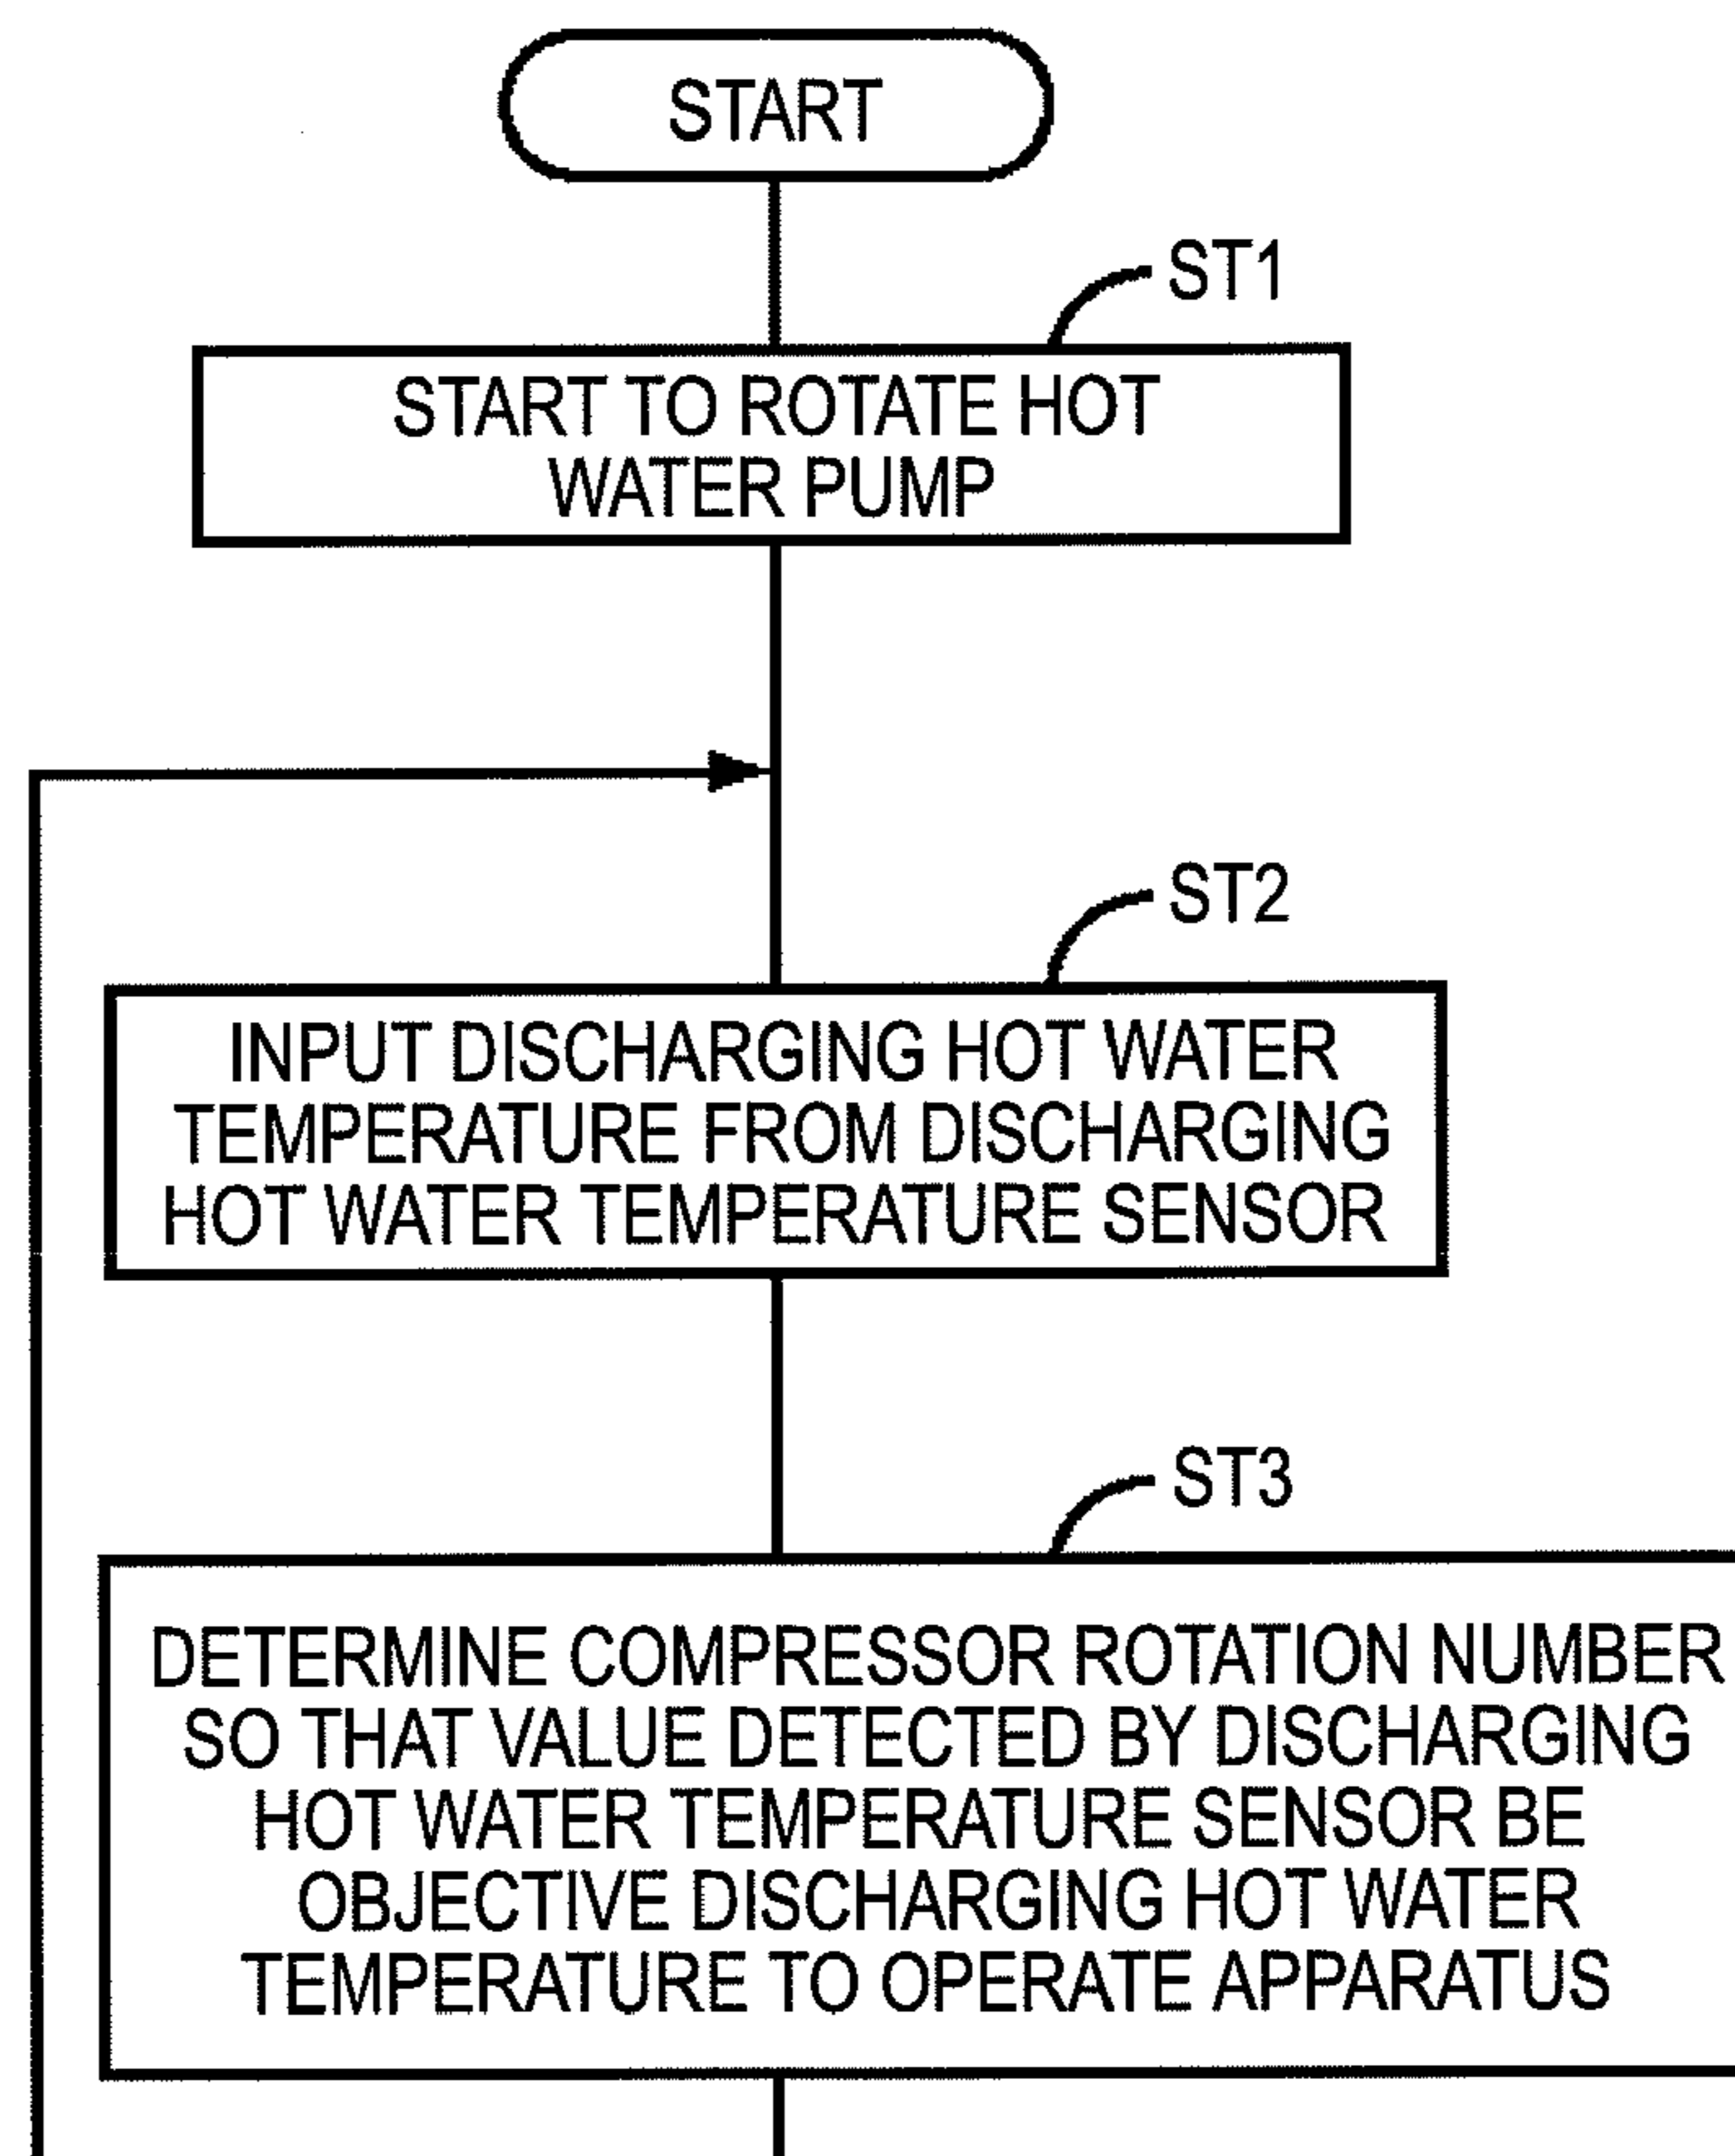 START
ST1
START TO ROTATE HOT
WATER PUMP
ST2
INPUT DISCHARGING HOT WATER
TEMPERATURE FROM DISCHARGING
HOT WATER TEMPERATURE SENSOR
ST3
DETERMINE COMPRESSOR ROTATION NUMBER
SO THAT VALUE DETECTED BY DISCHARGING
HOT WATER TEMPERATURE SENSOR BE
OBJECTIVE DISCHARGING HOT WATER
TEMPERATURE TO OPERATE APPARATUS